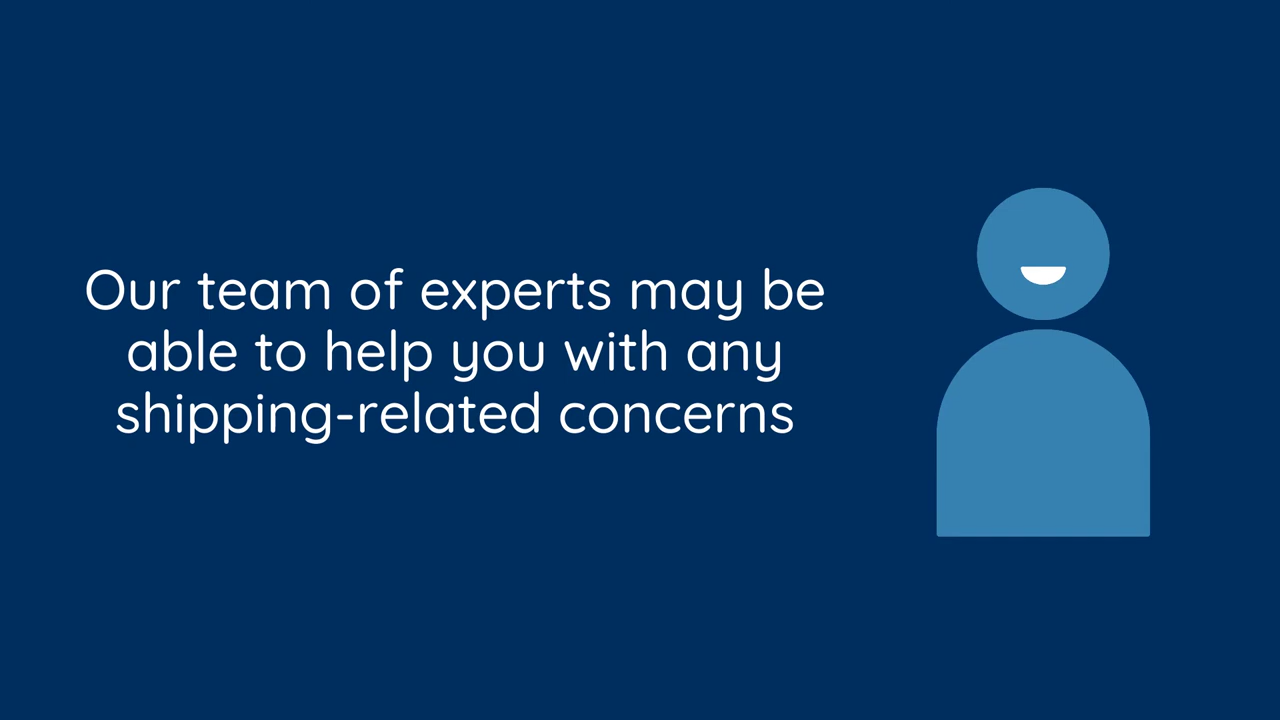 Our team of experts may be
able to help you with any
shipping-related concerns